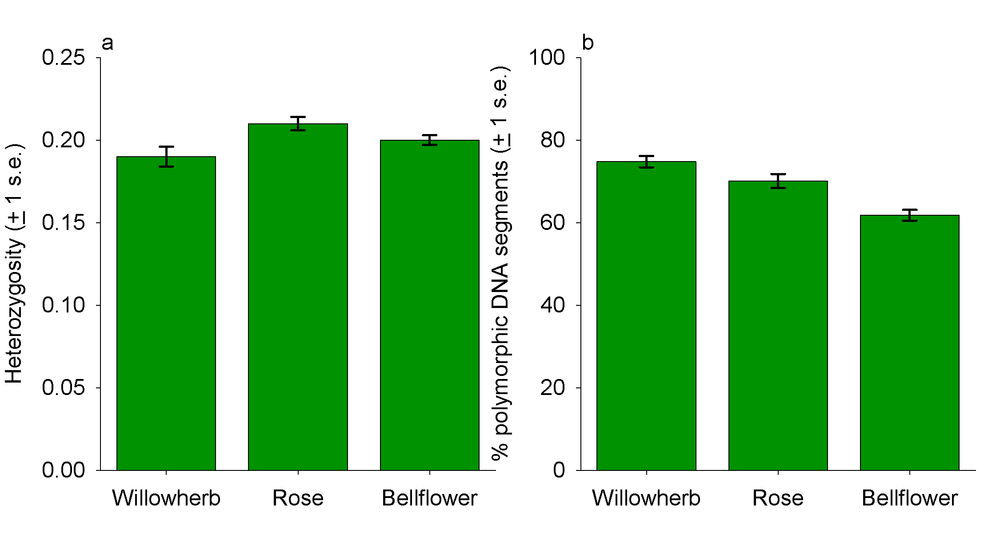 a
0.25
0.20
0.15
0.10
0.05
0.00
Heterozygosity (± 1 s.e.)
Willowherb Rose Bellflower
b
100
80
60
40
20
0
% polymorphic DNA segments (± 1 s.e.)
Willowherb Rose Bellflower